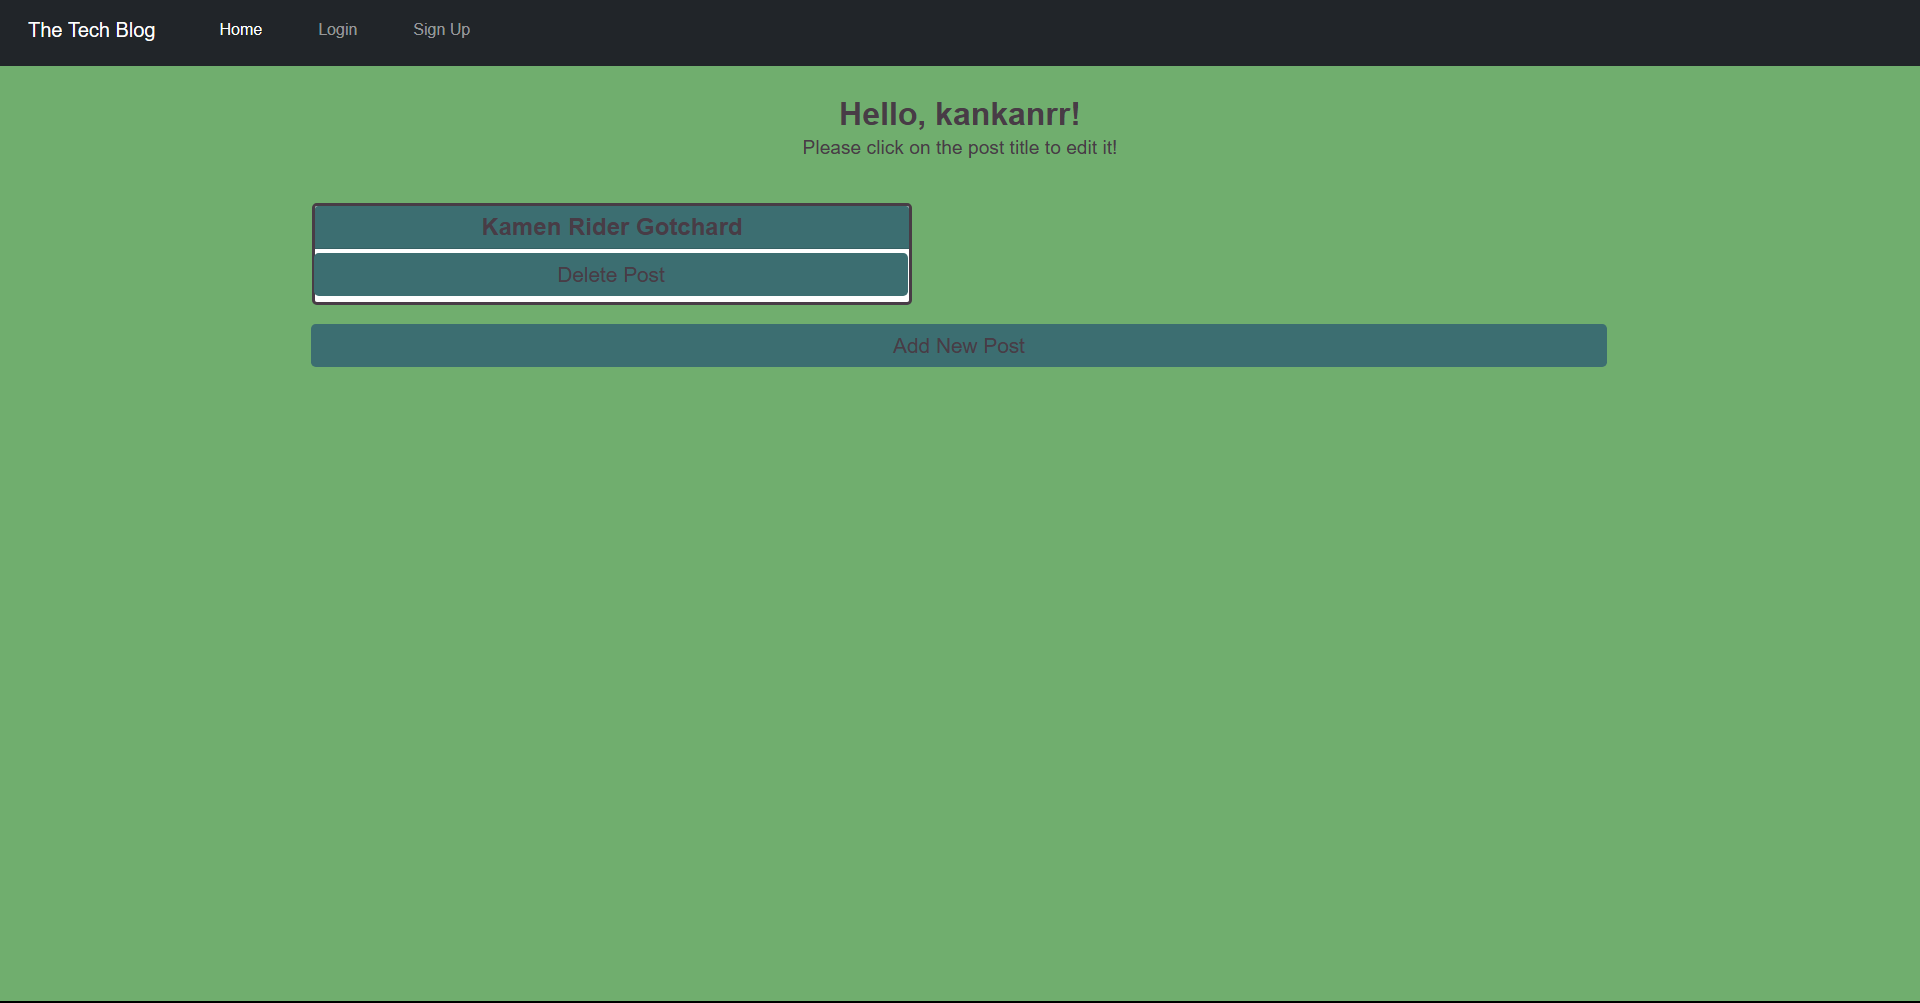 The Tech Blog Home Login Sign Up
Hello, kankanrr!
Please click on the post title to edit it!
Kamen Rider Gotchard
Delete Post
Add New Post